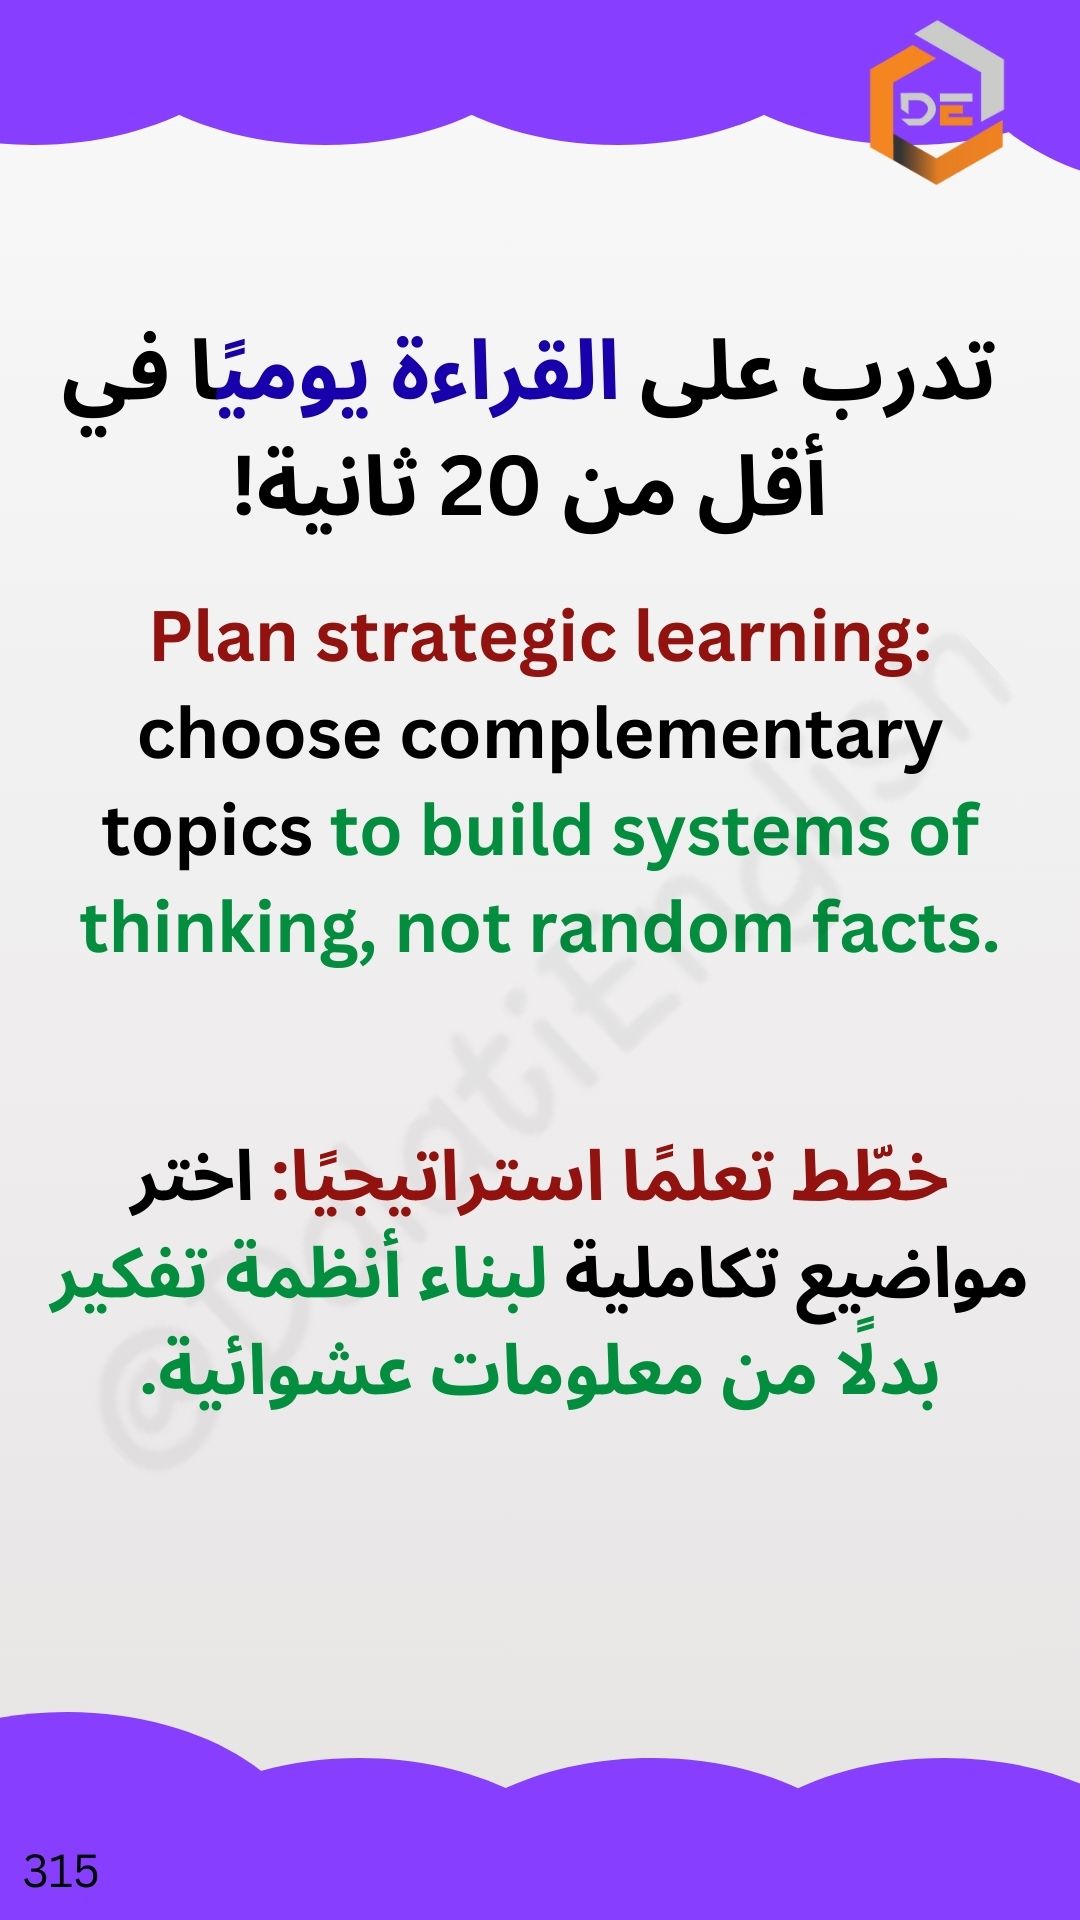 DE
تدرب على القراءة يوميًا في
أقل من 20 ثانية!
Plan strategic learning:
choose complementary
topics to build systems of
thinking, not random facts.
خطّط تعلمًا استراتيجيًا: اختر
مواضيع تكاملية لبناء أنظمة تفكير
بدلًا من معلومات عشوائية.
@DalatiEnglish
315